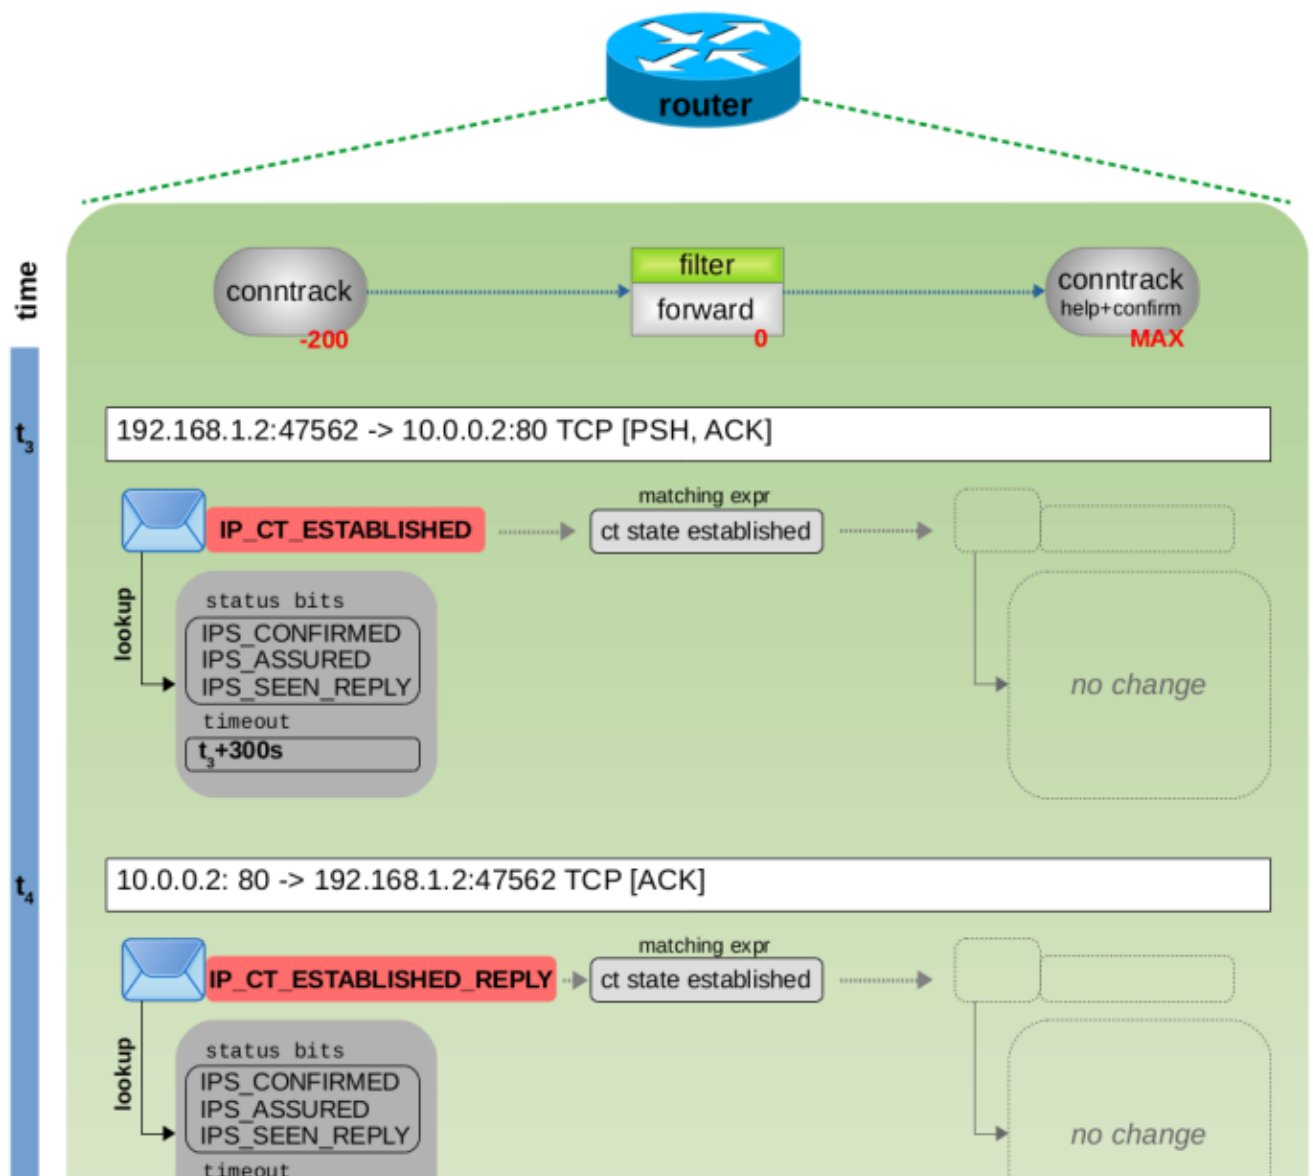 router
time
conntrack
-200
filter
forward
0
conntrack
help+confirm
MAX
t3
192.168.1.2:47562 -> 10.0.0.2:80 TCP [PSH, ACK]
IP_CT_ESTABLISHED
matching expr
ct state established
lookup
status bits
IPS_CONFIRMED
IPS_ASSURED
IPS_SEEN_REPLY
timeout
t3+300s
no change
t4
10.0.0.2: 80 -> 192.168.1.2:47562 TCP [ACK]
IP_CT_ESTABLISHED_REPLY
matching expr
ct state established
lookup
status bits
IPS_CONFIRMED
IPS_ASSURED
IPS_SEEN_REPLY
timeout
no change